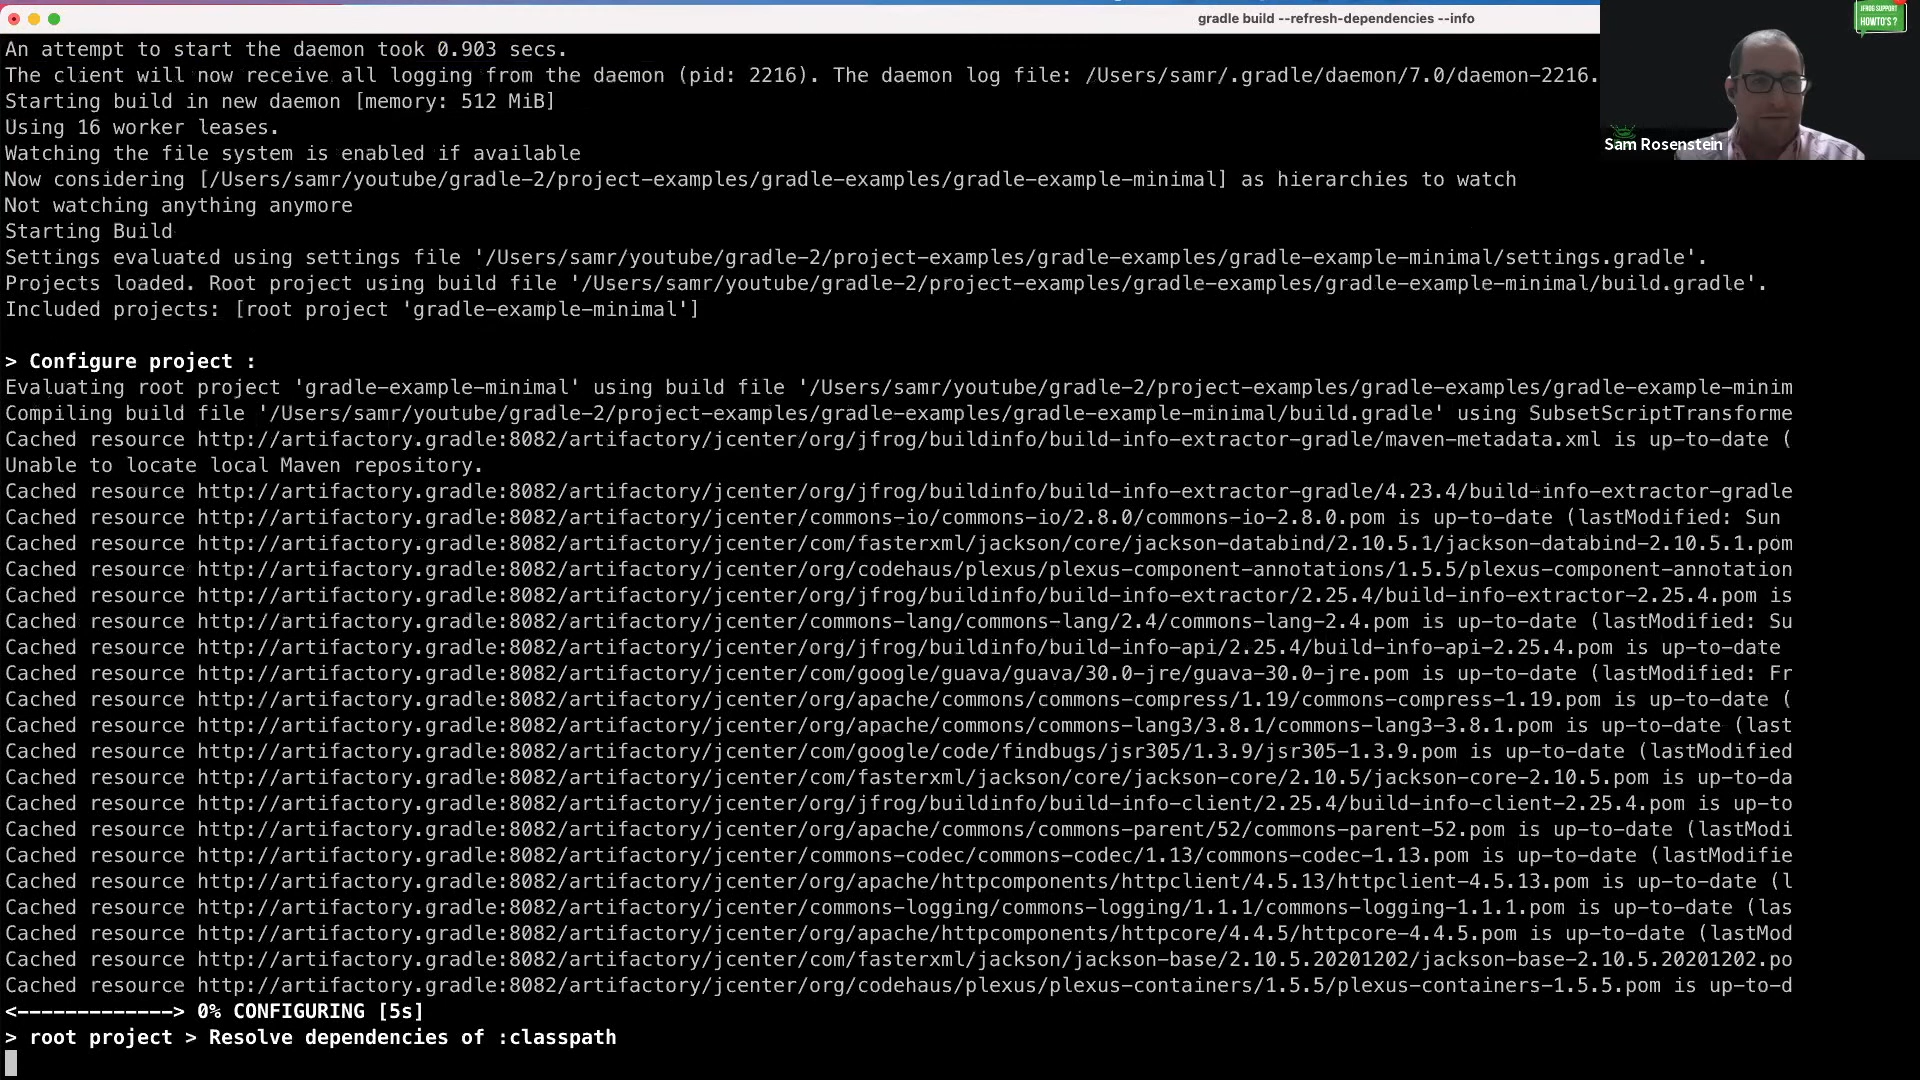 gradle build --refresh-dependencies --info
JFROG SUPPORT
HOWTO'S ?
Sam Rosenstein
An attempt to start the daemon took 0.903 secs.
The client will now receive all logging from the daemon (pid: 2216). The daemon log file: /Users/samr/.gradle/daemon/7.0/daemon-2216.
Starting build in new daemon [memory: 512 MiB]
Using 16 worker leases.
Watching the file system is enabled if available
Now considering [/Users/samr/youtube/gradle-2/project-examples/gradle-examples/gradle-example-minimal] as hierarchies to watch
Not watching anything anymore
Starting Build
Settings evaluated using settings file '/Users/samr/youtube/gradle-2/project-examples/gradle-examples/gradle-example-minimal/settings.gradle'.
Projects loaded. Root project using build file '/Users/samr/youtube/gradle-2/project-examples/gradle-examples/gradle-example-minimal/build.gradle'.
Included projects: [root project 'gradle-example-minimal']
> Configure project :
Evaluating root project 'gradle-example-minimal' using build file '/Users/samr/youtube/gradle-2/project-examples/gradle-examples/gradle-example-minim
Compiling build file '/Users/samr/youtube/gradle-2/project-examples/gradle-examples/gradle-example-minimal/build.gradle' using SubsetScriptTransforme
Cached resource http://artifactory.gradle:8082/artifactory/jcenter/org/jfrog/buildinfo/build-info-extractor-gradle/maven-metadata.xml is up-to-date (
Unable to locate local Maven repository.
Cached resource http://artifactory.gradle:8082/artifactory/jcenter/org/jfrog/buildinfo/build-info-extractor-gradle/4.23.4/build-info-extractor-gradle
Cached resource http://artifactory.gradle:8082/artifactory/jcenter/commons-io/commons-io/2.8.0/commons-io-2.8.0.pom is up-to-date (lastModified: Sun
Cached resource http://artifactory.gradle:8082/artifactory/jcenter/com/fasterxml/jackson/core/jackson-databind/2.10.5.1/jackson-databind-2.10.5.1.pom
Cached resource http://artifactory.gradle:8082/artifactory/jcenter/org/codehaus/plexus/plexus-component-annotations/1.5.5/plexus-component-annotation
Cached resource http://artifactory.gradle:8082/artifactory/jcenter/org/jfrog/buildinfo/build-info-extractor/2.25.4/build-info-extractor-2.25.4.pom is
Cached resource http://artifactory.gradle:8082/artifactory/jcenter/commons-lang/commons-lang/2.4/commons-lang-2.4.pom is up-to-date (lastModified: Su
Cached resource http://artifactory.gradle:8082/artifactory/jcenter/org/jfrog/buildinfo/build-info-api/2.25.4/build-info-api-2.25.4.pom is up-to-date
Cached resource http://artifactory.gradle:8082/artifactory/jcenter/com/google/guava/guava/30.0-jre/guava-30.0-jre.pom is up-to-date (lastModified: Fr
Cached resource http://artifactory.gradle:8082/artifactory/jcenter/org/apache/commons/commons-compress/1.19/commons-compress-1.19.pom is up-to-date (
Cached resource http://artifactory.gradle:8082/artifactory/jcenter/org/apache/commons/commons-lang3/3.8.1/commons-lang3-3.8.1.pom is up-to-date (last
Cached resource http://artifactory.gradle:8082/artifactory/jcenter/com/google/code/findbugs/jsr305/1.3.9/jsr305-1.3.9.pom is up-to-date (lastModified
Cached resource http://artifactory.gradle:8082/artifactory/jcenter/com/fasterxml/jackson/core/jackson-core/2.10.5/jackson-core-2.10.5.pom is up-to-da
Cached resource http://artifactory.gradle:8082/artifactory/jcenter/org/jfrog/buildinfo/build-info-client/2.25.4/build-info-client-2.25.4.pom is up-to
Cached resource http://artifactory.gradle:8082/artifactory/jcenter/org/apache/commons/commons-parent/52/commons-parent-52.pom is up-to-date (lastModi
Cached resource http://artifactory.gradle:8082/artifactory/jcenter/commons-codec/commons-codec/1.13/commons-codec-1.13.pom is up-to-date (lastModifie
Cached resource http://artifactory.gradle:8082/artifactory/jcenter/org/apache/httpcomponents/httpclient/4.5.13/httpclient-4.5.13.pom is up-to-date (l
Cached resource http://artifactory.gradle:8082/artifactory/jcenter/commons-logging/commons-logging/1.1.1/commons-logging-1.1.1.pom is up-to-date (las
Cached resource http://artifactory.gradle:8082/artifactory/jcenter/org/apache/httpcomponents/httpcore/4.4.5/httpcore-4.4.5.pom is up-to-date (lastMod
Cached resource http://artifactory.gradle:8082/artifactory/jcenter/com/fasterxml/jackson/jackson-base/2.10.5.20201202/jackson-base-2.10.5.20201202.po
Cached resource http://artifactory.gradle:8082/artifactory/jcenter/org/codehaus/plexus/plexus-containers/1.5.5/plexus-containers-1.5.5.pom is up-to-d
<-------------> 0% CONFIGURING [5s]
> root project > Resolve dependencies of :classpath